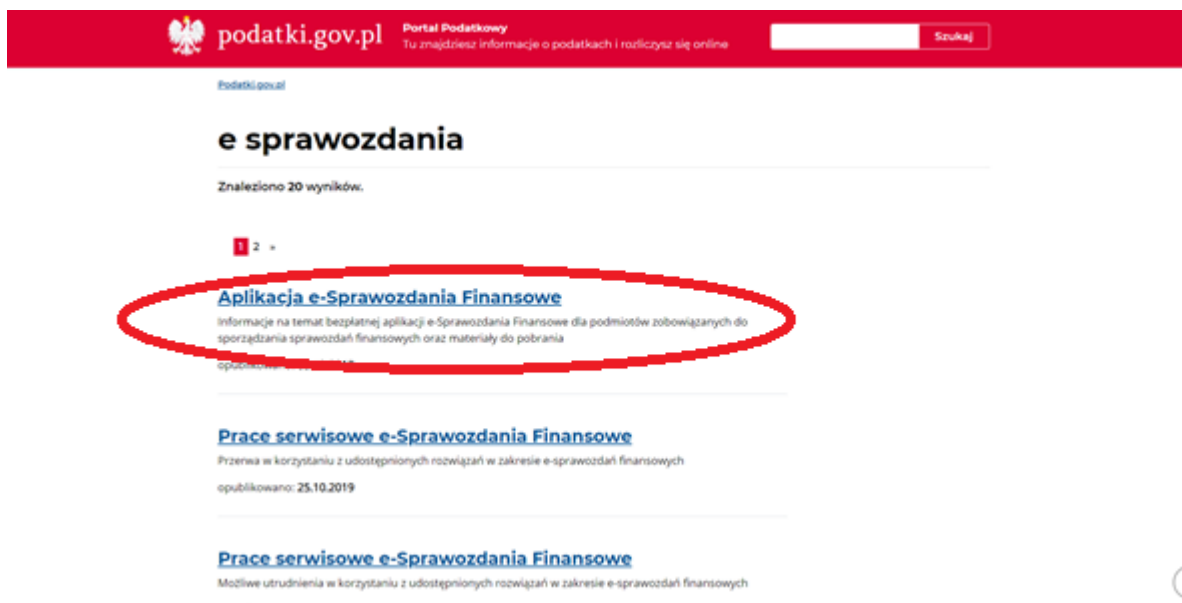 podatki.gov.pl
Portal Podatkowy
Tu znajdziesz informacje o podatkach i rozliczysz się online
Szukaj
Podatki.gov.pl
e sprawozdania
Znaleziono 20 wyników.
1 2 »
Aplikacja e-Sprawozdania Finansowe
Informacje na temat bezpłatnej aplikacji e-Sprawozdania Finansowe dla podmiotów zobowiązanych do
sporządzania sprawozdań finansowych oraz materiały do pobrania
Prace serwisowe e-Sprawozdania Finansowe
Przerwa w korzystaniu z udostępnionych rozwiązań w zakresie e-sprawozdań finansowych
opublikowano: 25.10.2019
Prace serwisowe e-Sprawozdania Finansowe
Możliwe utrudnienia w korzystaniu z udostępnionych rozwiązań w zakresie e-sprawozdań finansowych